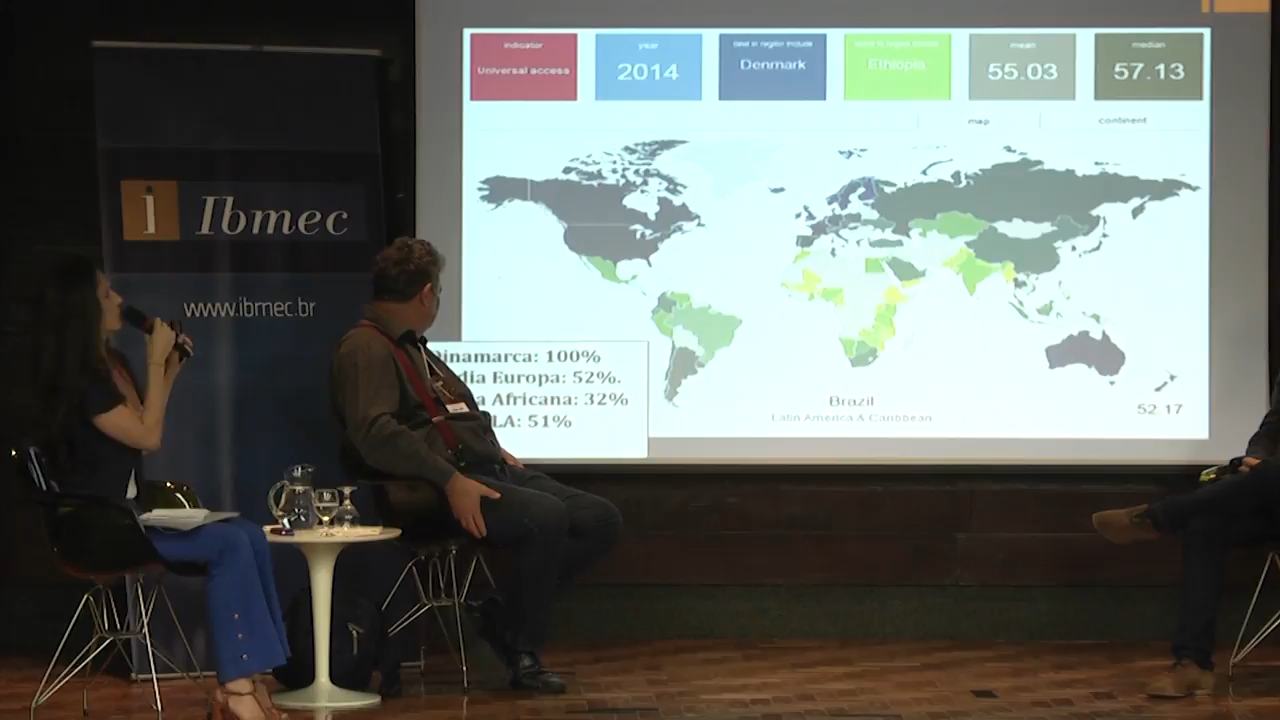 indicator
Universal access
year
2014
best in region include
Denmark
Ethiopia
mean
55.03
median
57.13
map
continent
i Ibmec
www.ibmec.br
inamarca: 100%
dia Europa: 52%.
a Africana: 32%
LA: 51%
Brazil
Latin America & Caribbean
52.17